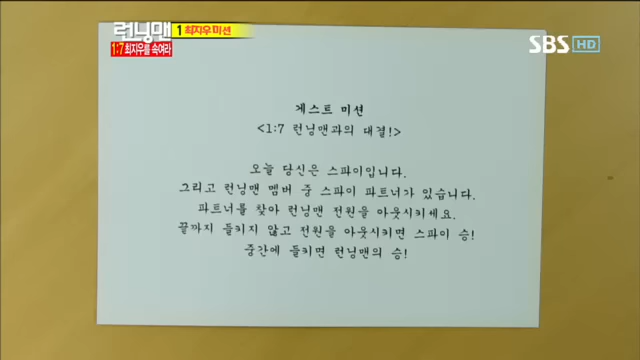 런닝맨
1:7 최지우를 속여라
1 최지우 미션
SBS HD
게스트 미션
<1:7 런닝맨과의 대결!>
오늘 당신은 스파이입니다.
그리고 런닝맨 멤버 중 스파이 파트너가 있습니다.
파트너를 찾아 런닝맨 전원을 아웃시키세요.
끝까지 들키지 않고 전원을 아웃시키면 스파이 승!
중간에 들키면 런닝맨의 승!